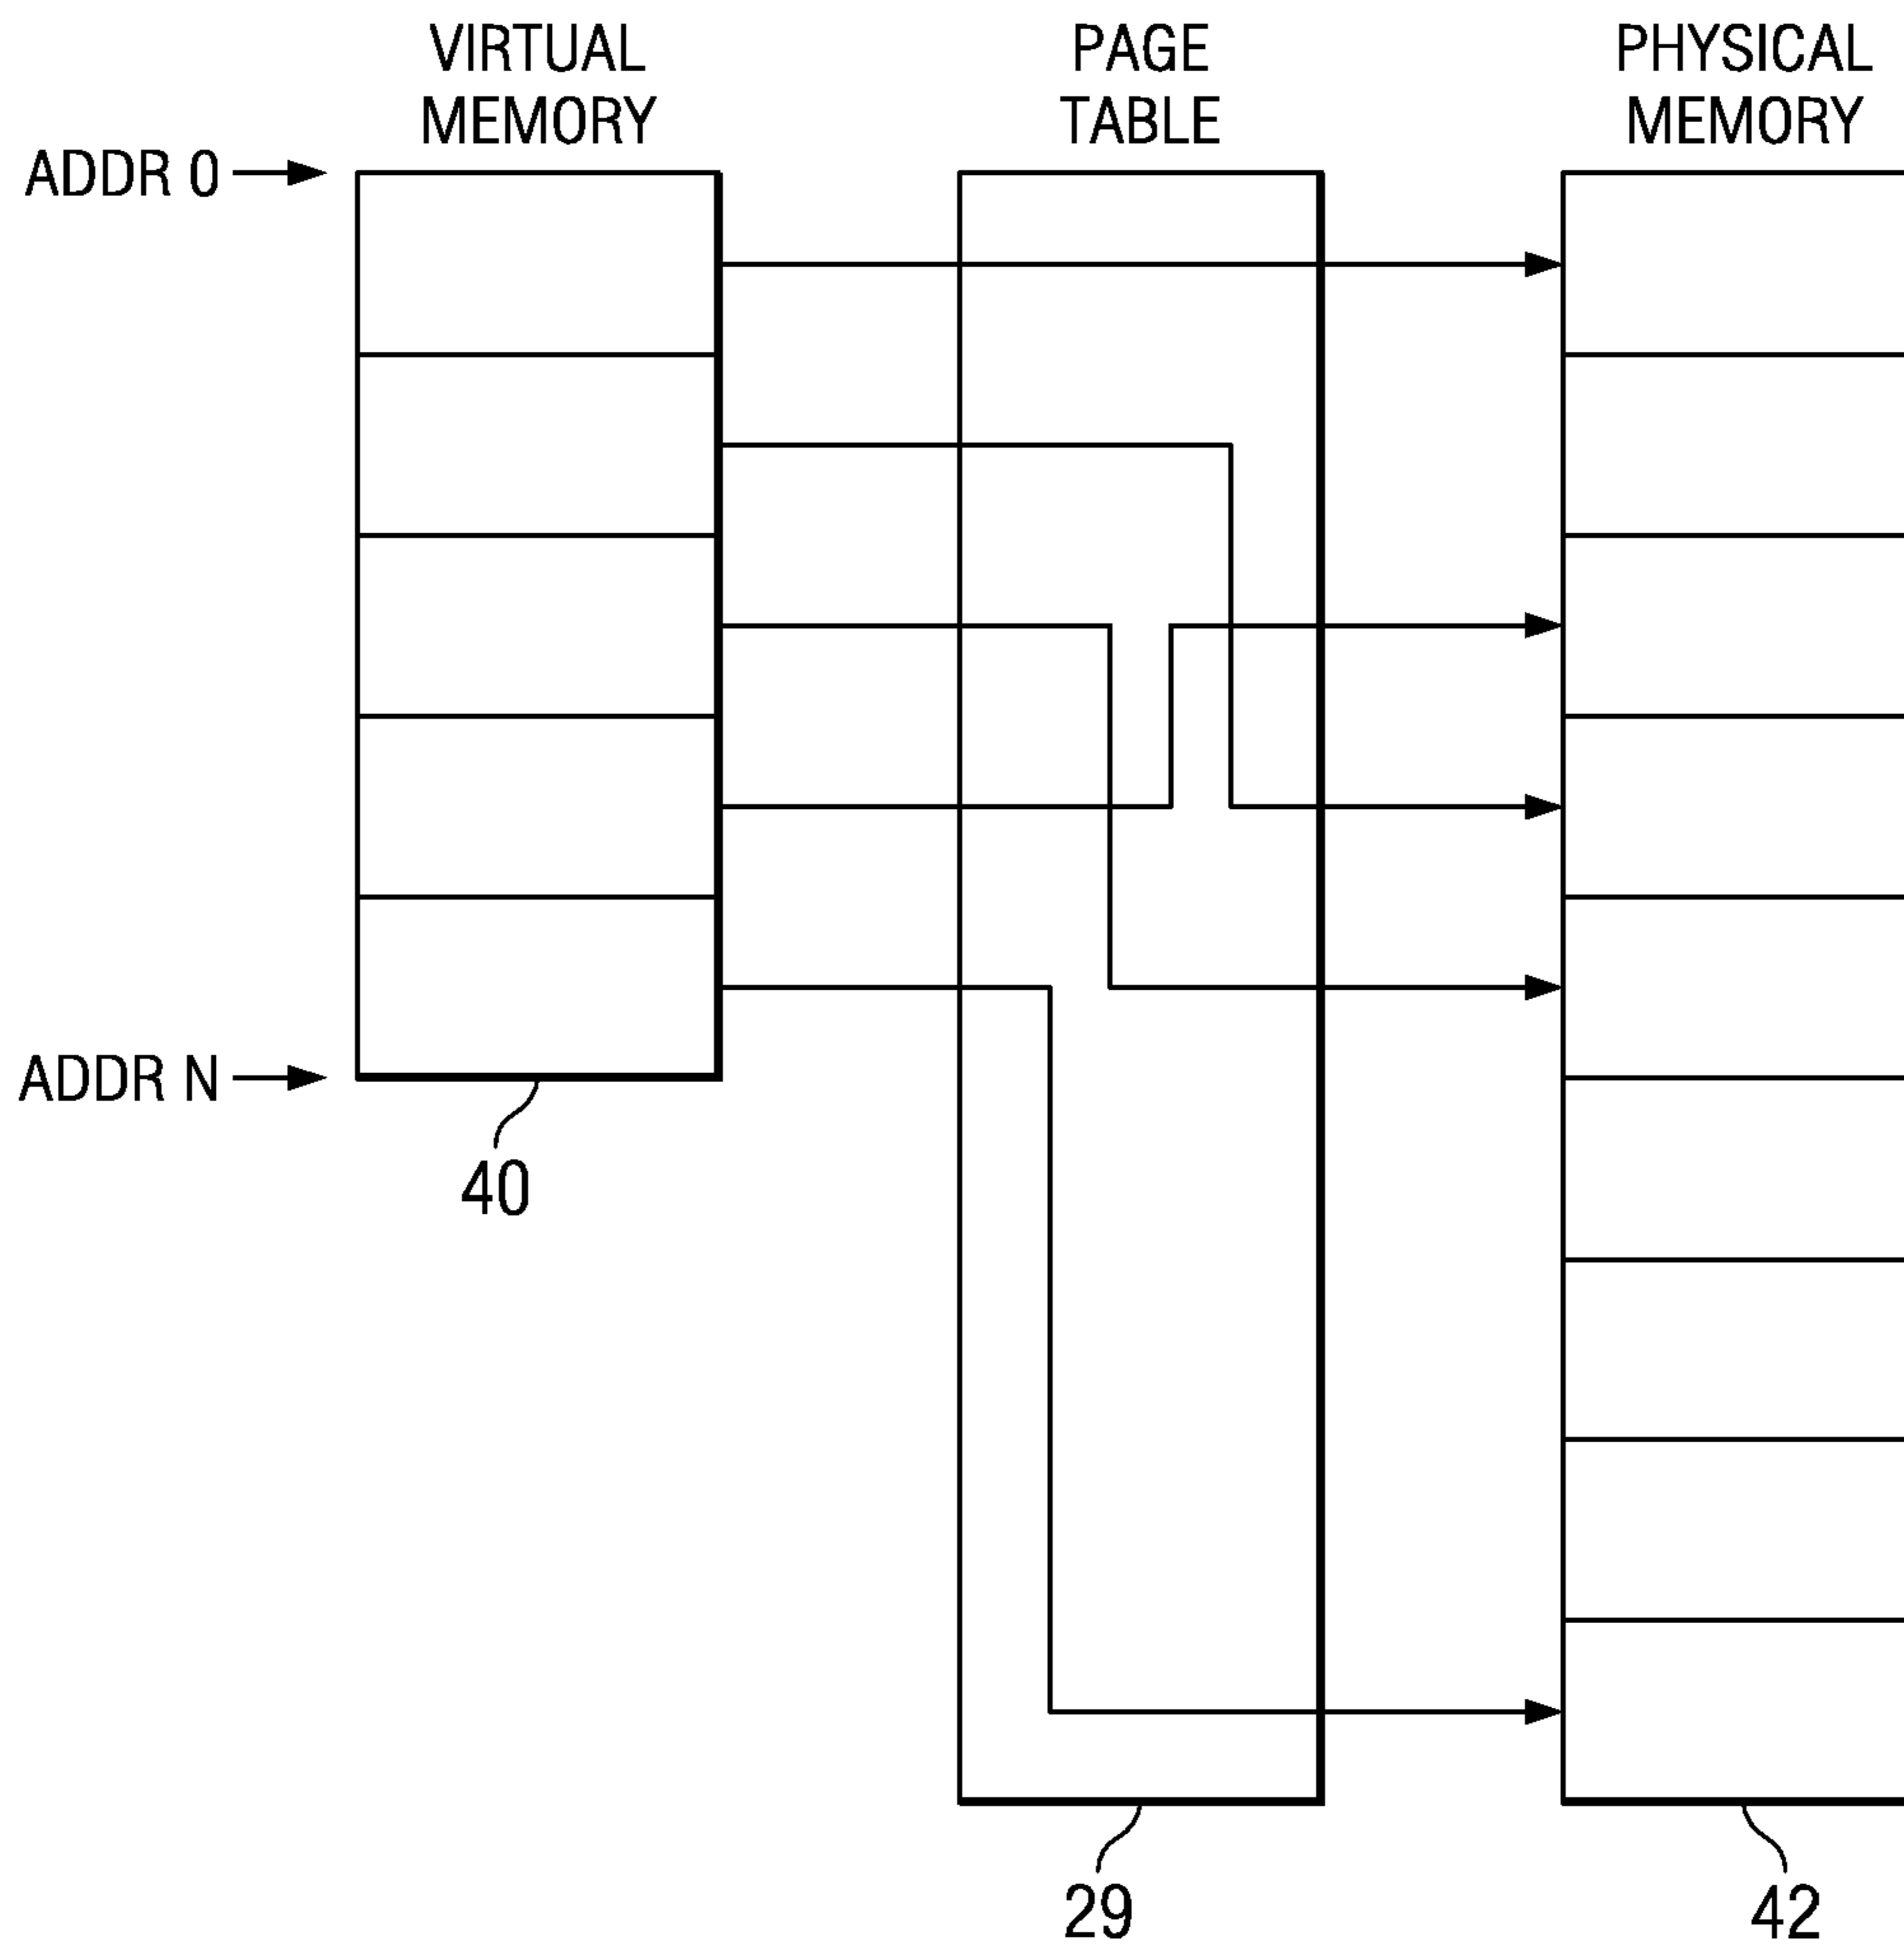 VIRTUAL
MEMORY
PAGE
TABLE
PHYSICAL
MEMORY
ADDR 0
ADDR N
40
29
42